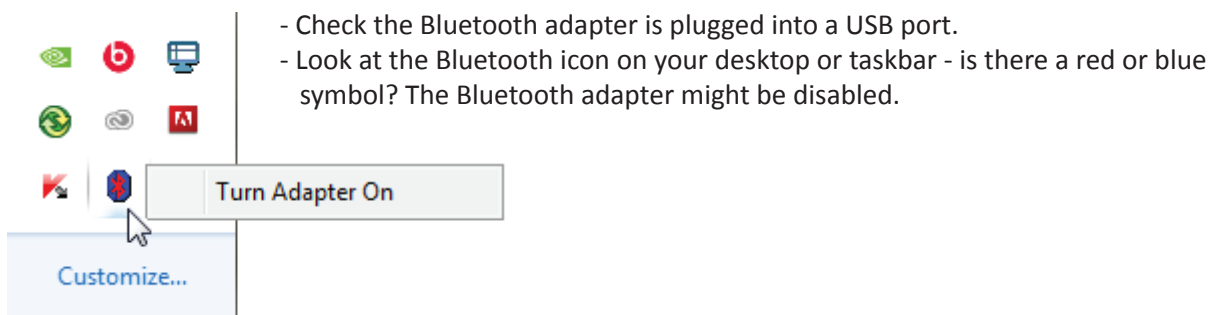 - Check the Bluetooth adapter is plugged into a USB port.
- Look at the Bluetooth icon on your desktop or taskbar - is there a red or blue
symbol? The Bluetooth adapter might be disabled.
Turn Adapter On
Customize...